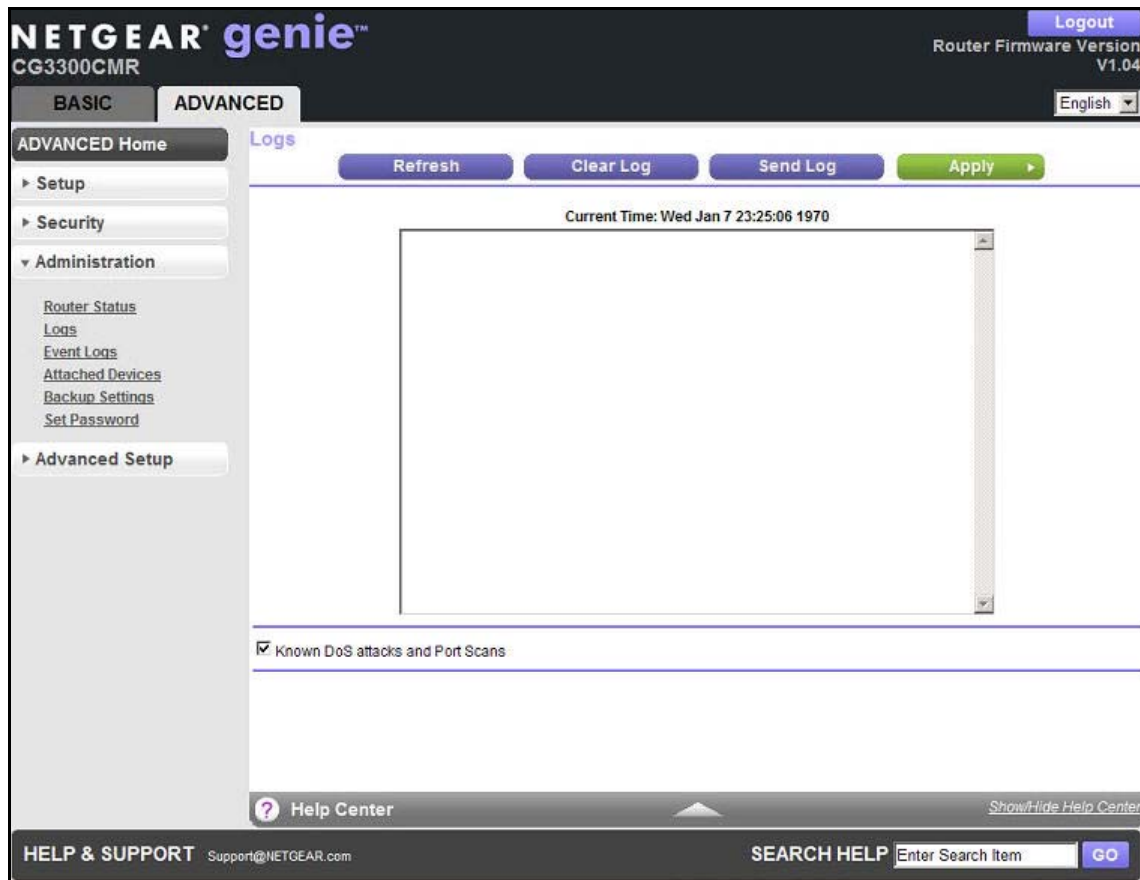 NETGEAR® genie™
Logout
CG3300CMR
Router Firmware Version
V1.04
BASIC
ADVANCED
English
ADVANCED Home
Setup
Security
Administration
Router Status
Logs
Event Logs
Attached Devices
Backup Settings
Set Password
Advanced Setup
Logs
Refresh
Clear Log
Send Log
Apply
Current Time: Wed Jan 7 23:25:06 1970
Known DoS attacks and Port Scans
? Help Center
Show/Hide Help Center
HELP & SUPPORT Support@NETGEAR.com
SEARCH HELP Enter Search Item GO